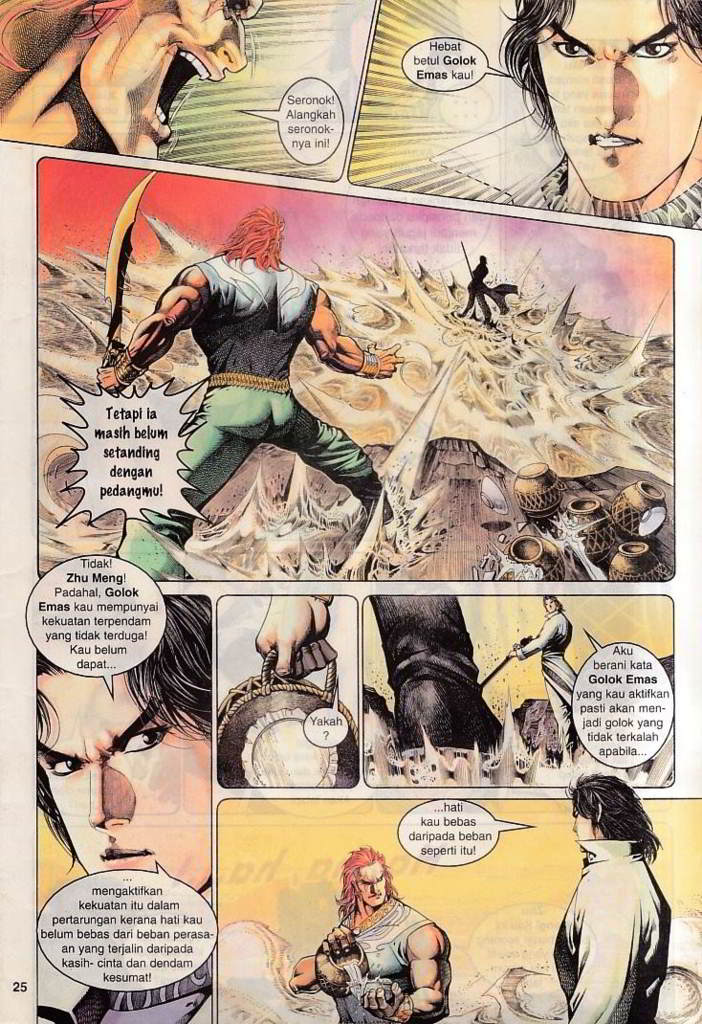 Seronok!
Alangkah
seronok-
nya ini!
Hebat
betul Golok
Emas kau!
Tetapi ia
masih belum
setanding
dengan
pedangmu!
Tidak!
Zhu Meng!
Padahal, Golok
Emas kau mempunyai
kekuatan terpendam
yang tidak terduga!
Kau belum
dapat...
...
mengaktifkan
kekuatan itu dalam
pertarungan kerana hati kau
belum bebas dari beban perasa-
an yang terjalin daripada
kasih- cinta dan dendam
kesumat!
Yakah
?
Aku
berani kata
Golok Emas
yang kau aktifkan
pasti akan men-
jadi golok yang
tidak terkalah
apabila...
...hati
kau bebas
daripada beban
seperti itu!
25